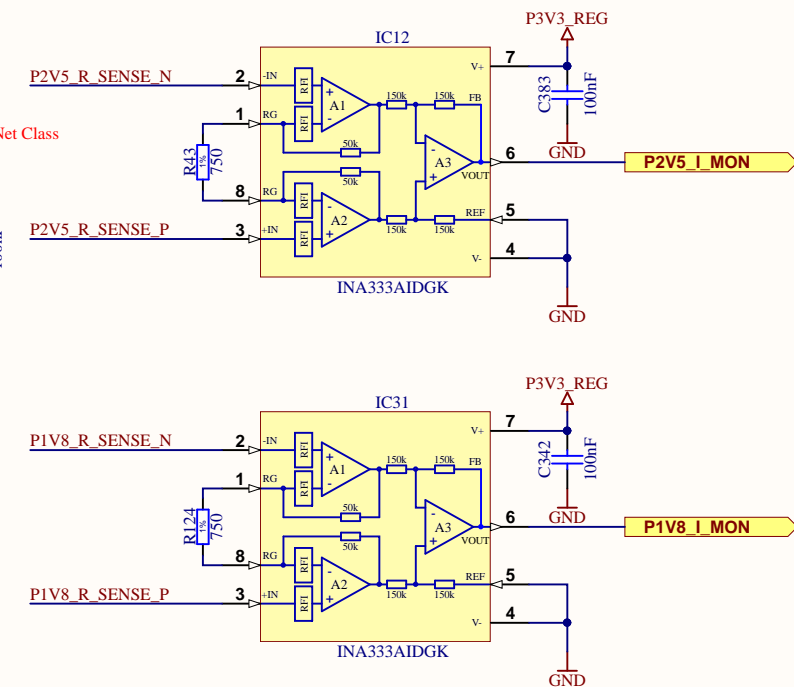 P3V3_REG
IC12
7
V+
P2V5_R_SENSE_N
2
-IN
RFI
150k
150k
FB
C383
100nF
1
RG
RFI
A1
+
-
Net Class
GND
R43
1%
750
50k
50k
-
+
A3
6
P2V5_I_MON
VOUT
8
RG
RFI
-
+
A2
REF
5
P2V5_R_SENSE_P
3
+IN
RFI
150k
150k
4
V-
INA333AIDGK
GND
P3V3_REG
IC31
7
V+
P1V8_R_SENSE_N
2
-IN
RFI
150k
150k
FB
C342
100nF
1
RG
RFI
A1
+
-
GND
R124
1%
750
50k
50k
-
+
A3
6
P1V8_I_MON
VOUT
8
RG
RFI
-
+
A2
REF
5
P1V8_R_SENSE_P
3
+IN
RFI
150k
150k
4
V-
INA333AIDGK
GND